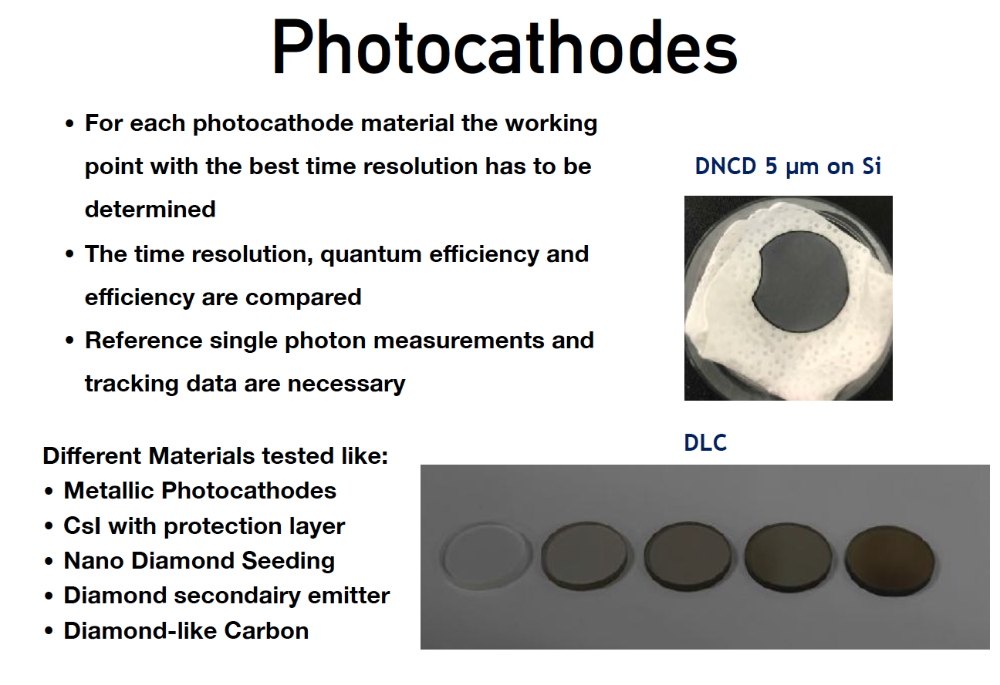 Photocathodes
• For each photocathode material the working
point with the best time resolution has to be
determined
• The time resolution, quantum efficiency and
efficiency are compared
• Reference single photon measurements and
tracking data are necessary
DNCD 5 µm on Si
DLC
Different Materials tested like:
• Metallic Photocathodes
• CsI with protection layer
• Nano Diamond Seeding
• Diamond secondairy emitter
• Diamond-like Carbon